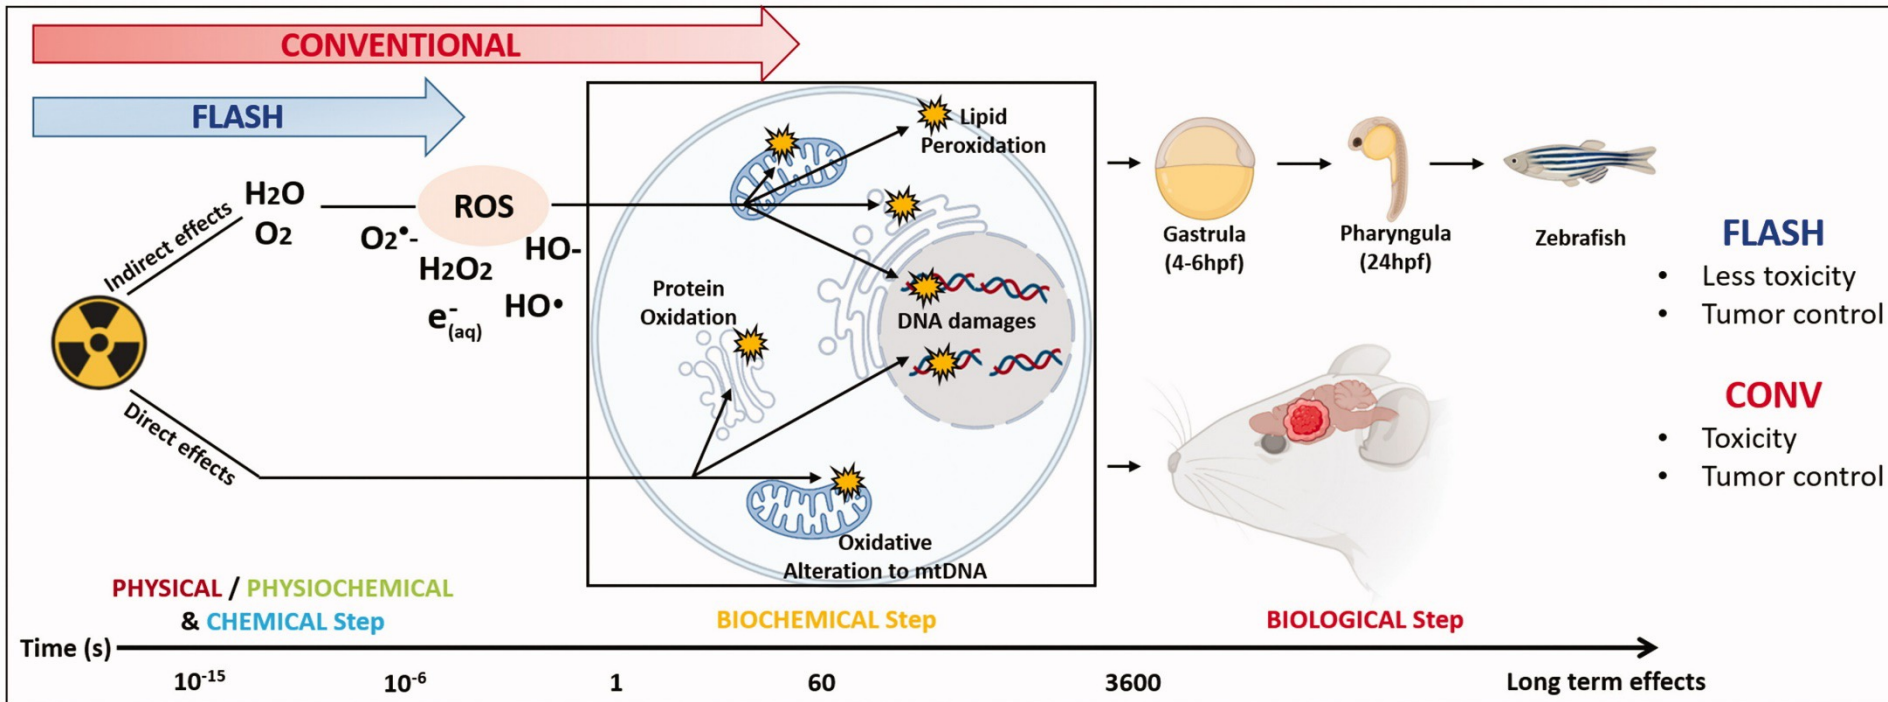 CONVENTIONAL
FLASH
Indirect effects
H2O
O2
ROS
O2•-
H2O2
HO-
e-(aq)
HO•
Direct effects
Lipid
Peroxidation
Protein
Oxidation
DNA damages
Oxidative
Alteration to mtDNA
Gastrula
(4-6hpf)
Pharyngula
(24hpf)
Zebrafish
FLASH
• Less toxicity
• Tumor control
CONV
• Toxicity
• Tumor control
PHYSICAL / PHYSIOCHEMICAL
& CHEMICAL Step
BIOCHEMICAL Step
BIOLOGICAL Step
Time (s)
10-15
10-6
1
60
3600
Long term effects